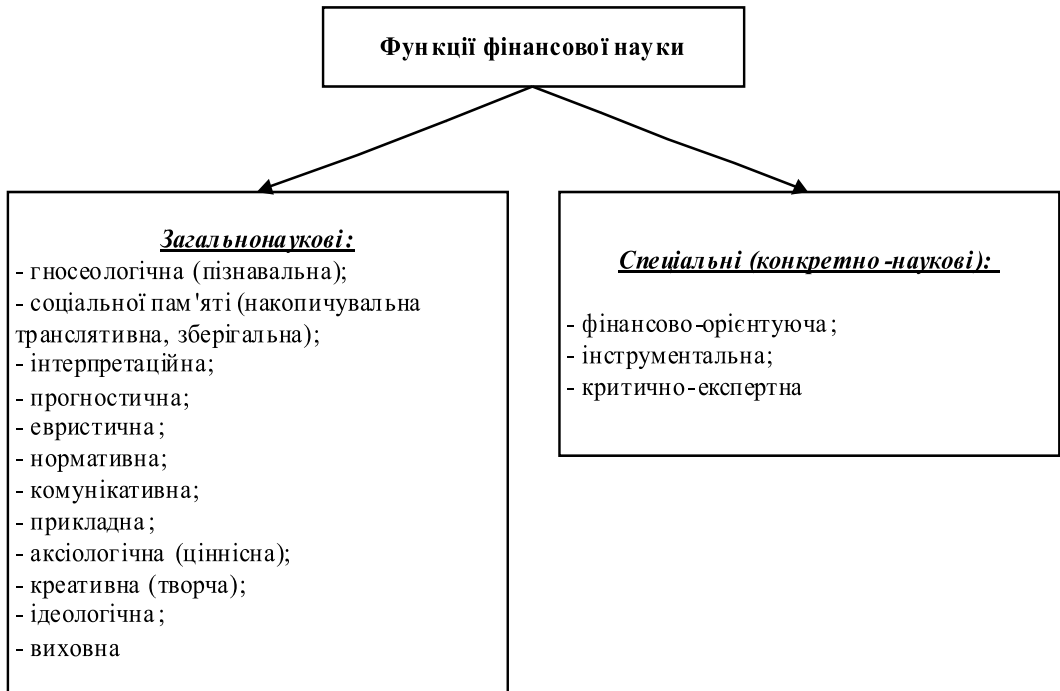 Функції фінансової науки
Загальнонаукові:
- гносеологічна (пізнавальна);
- соціальної пам'яті (накопичувальна
транслятивна, зберігальна);
- інтерпретаційна;
- прогностична;
- евристична;
- нормативна;
- комунікативна;
- прикладна;
- аксіологічна (ціннісна);
- креативна (творча);
- ідеологічна;
- виховна
Спеціальні (конкретно-наукові):
- фінансово-орієнтуюча;
- інструментальна;
- критично-експертна